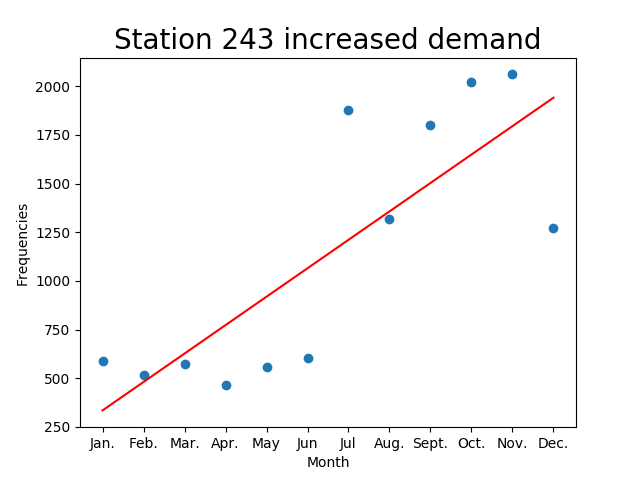 Station 243 increased demand
2000
1750
1500
1250
1000
750
500
250
Frequencies
Jan. Feb. Mar. Apr. May Jun Jul Aug. Sept. Oct. Nov. Dec.
Month